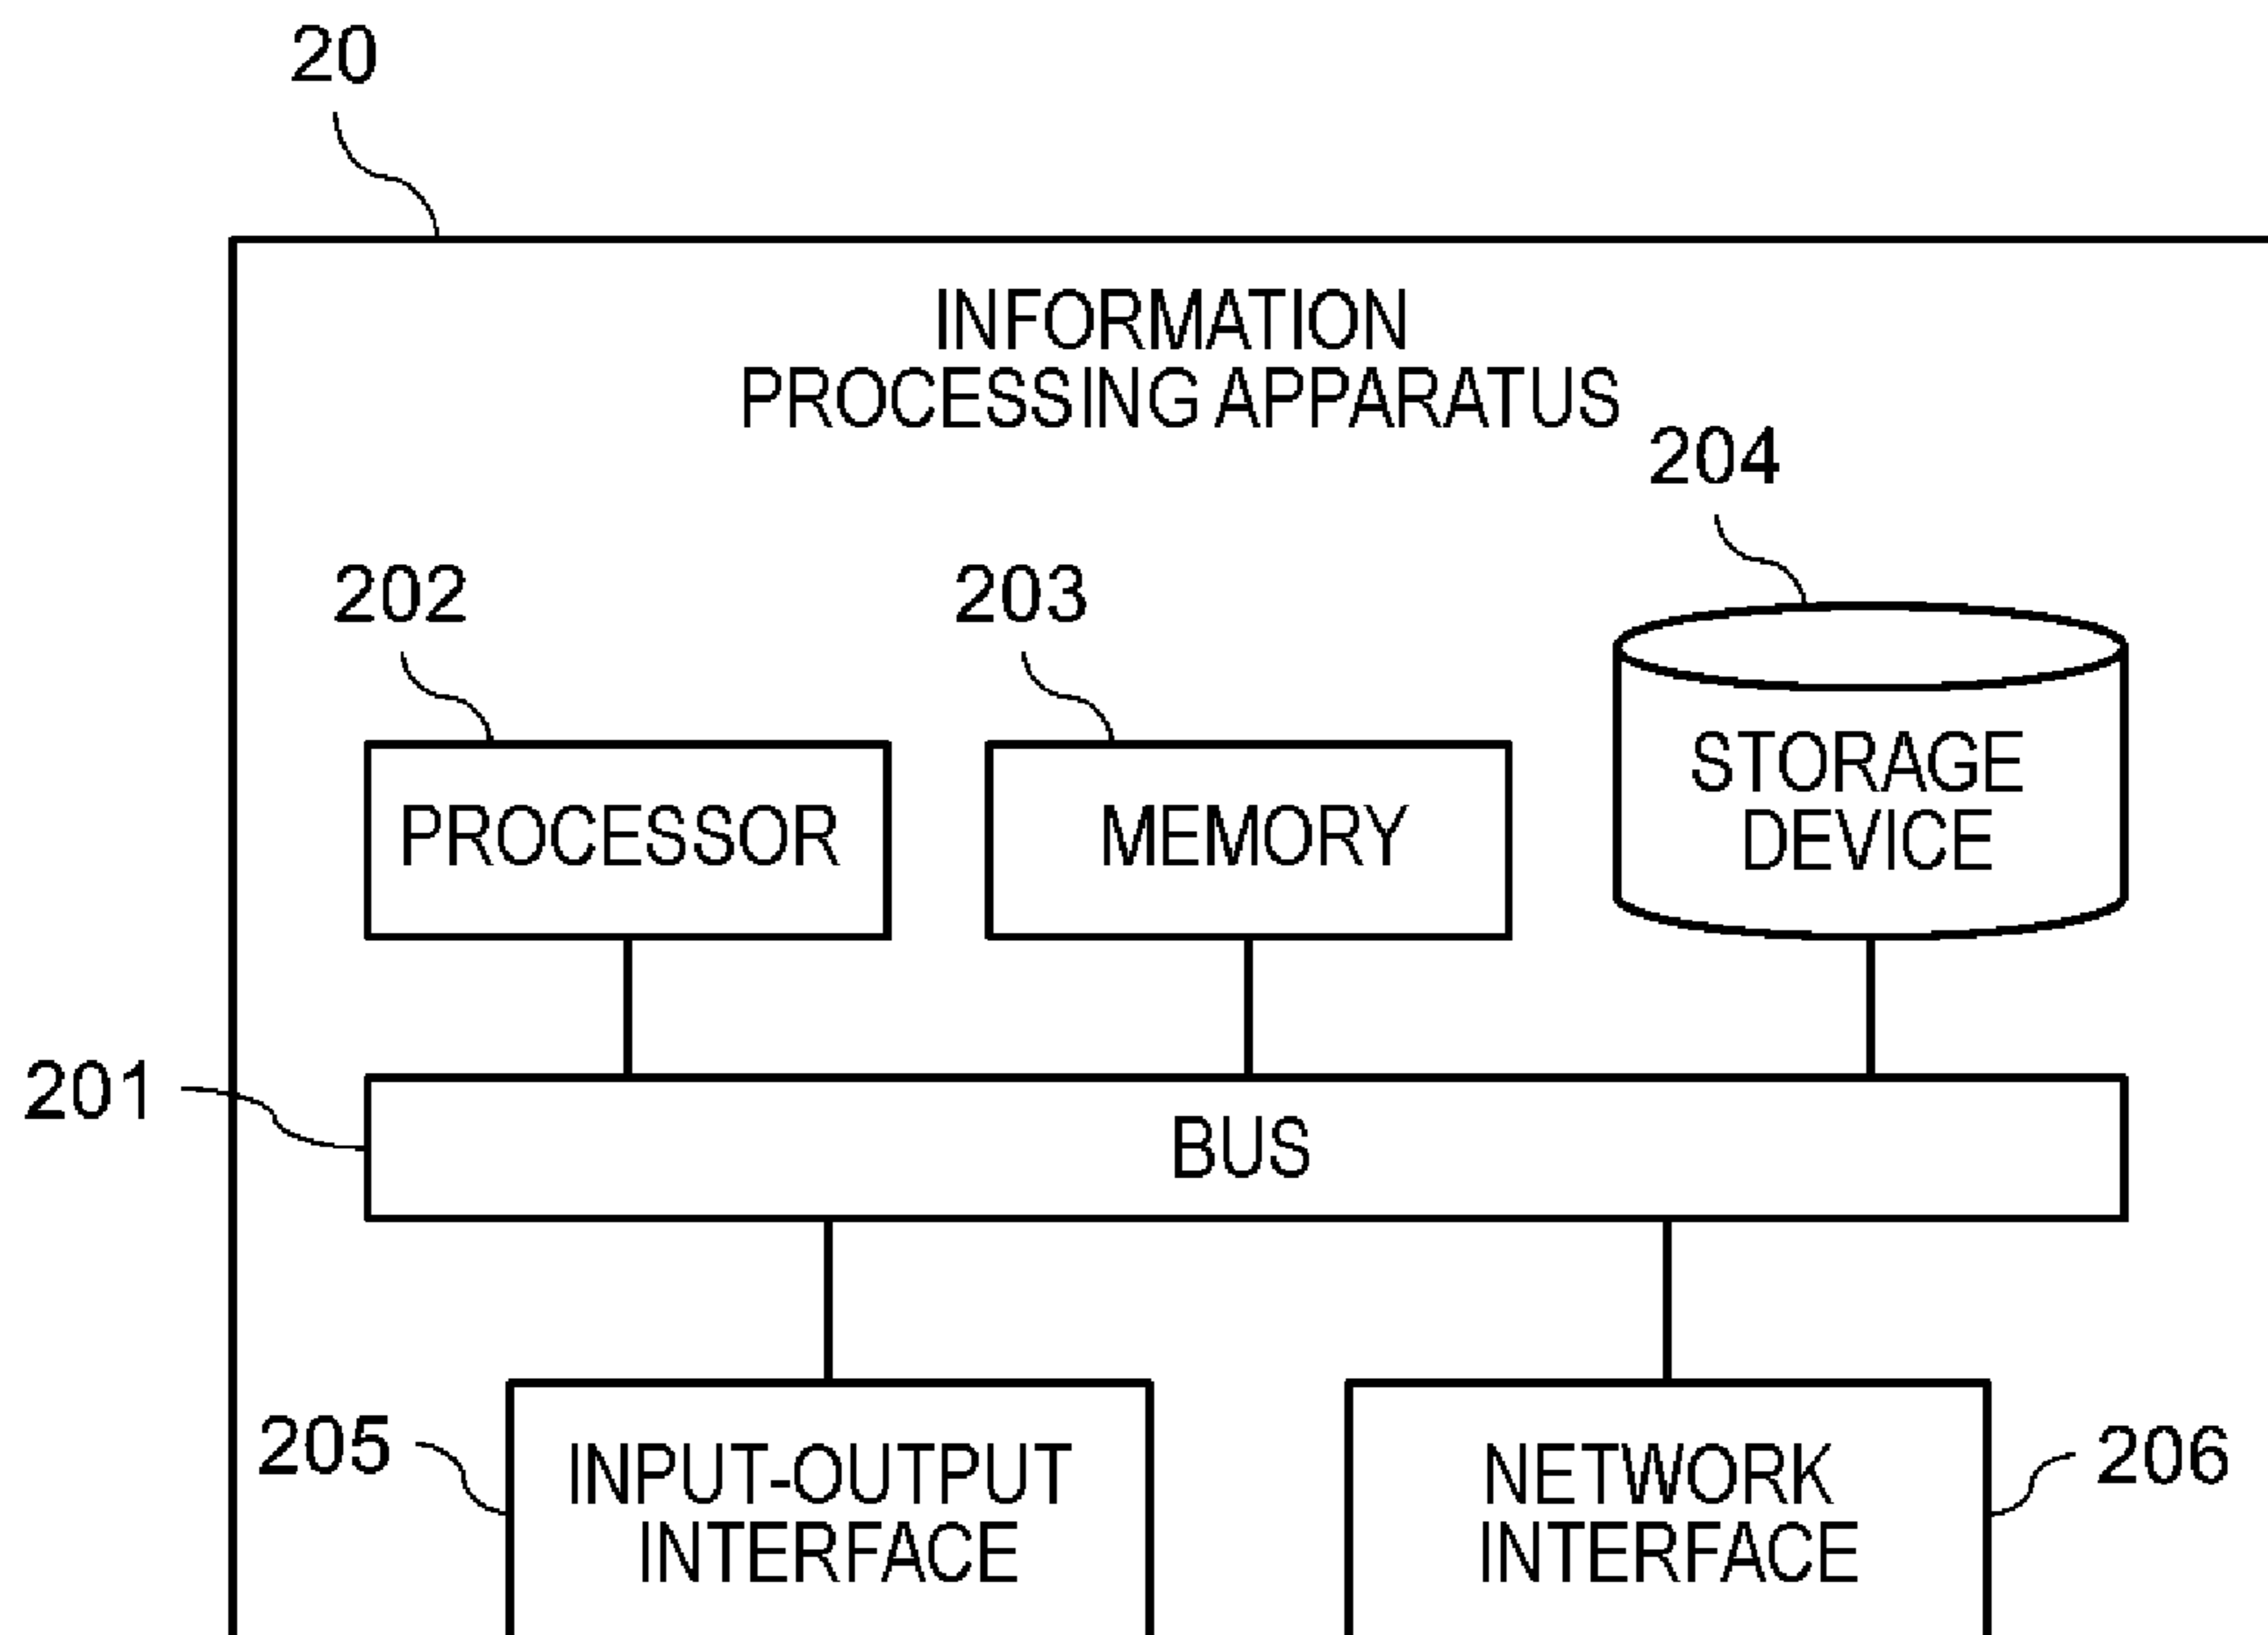 20
INFORMATION
PROCESSING APPARATUS
204
202
203
STORAGE
DEVICE
PROCESSOR
MEMORY
201
BUS
205
INPUT-OUTPUT
INTERFACE
NETWORK
INTERFACE
206